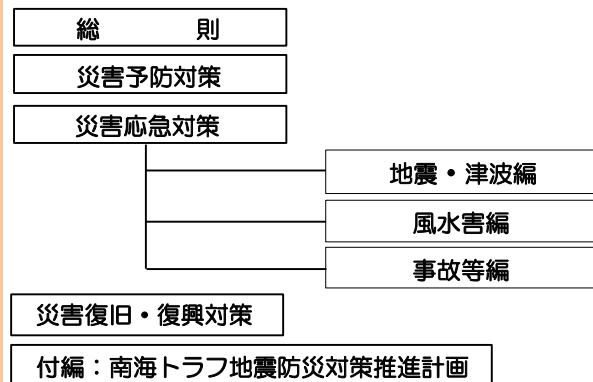 総　則
災害予防対策
災害応急対策
地震・津波編
風水害編
事故等編
災害復旧・復興対策
付編：南海トラフ地震防災対策推進計画